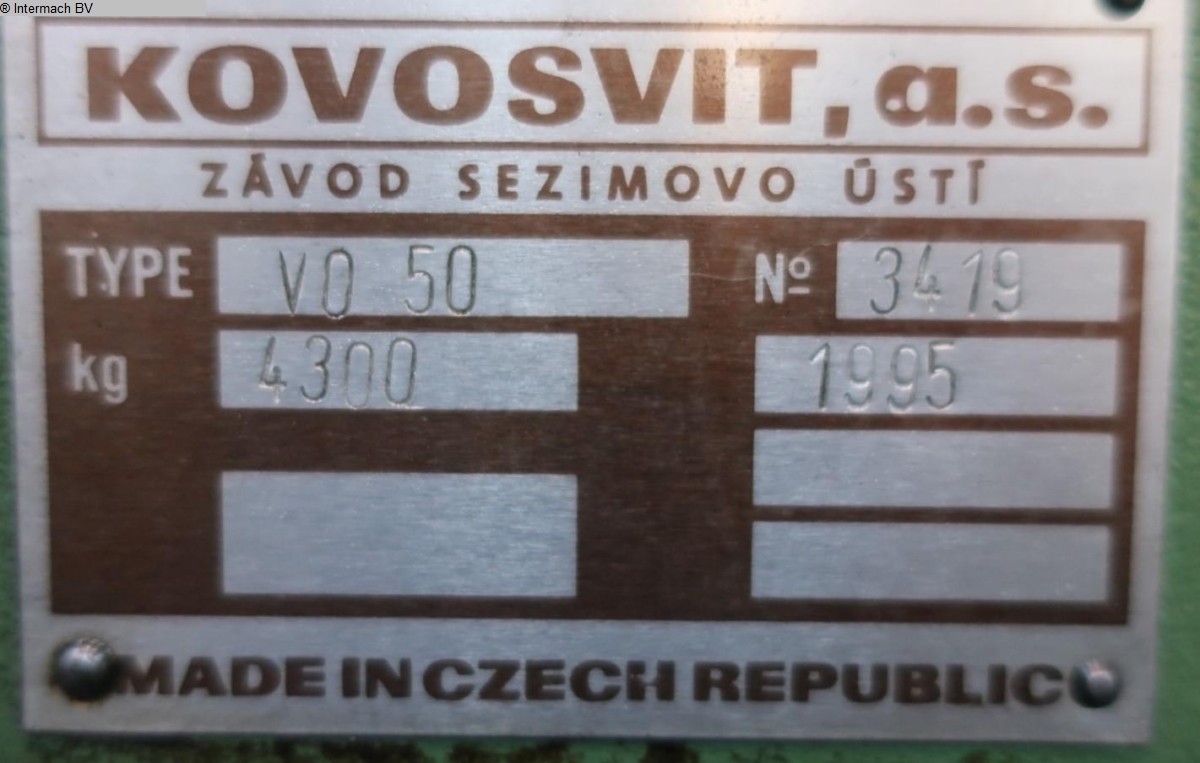 ® Intermach BV
KOVOSVIT, a.s.
ZÁVOD SEZIMOVO ÚSTÍ
TYPE VO 50 Nº 3419
kg 4300 1995
MADE IN CZECH REPUBLIC